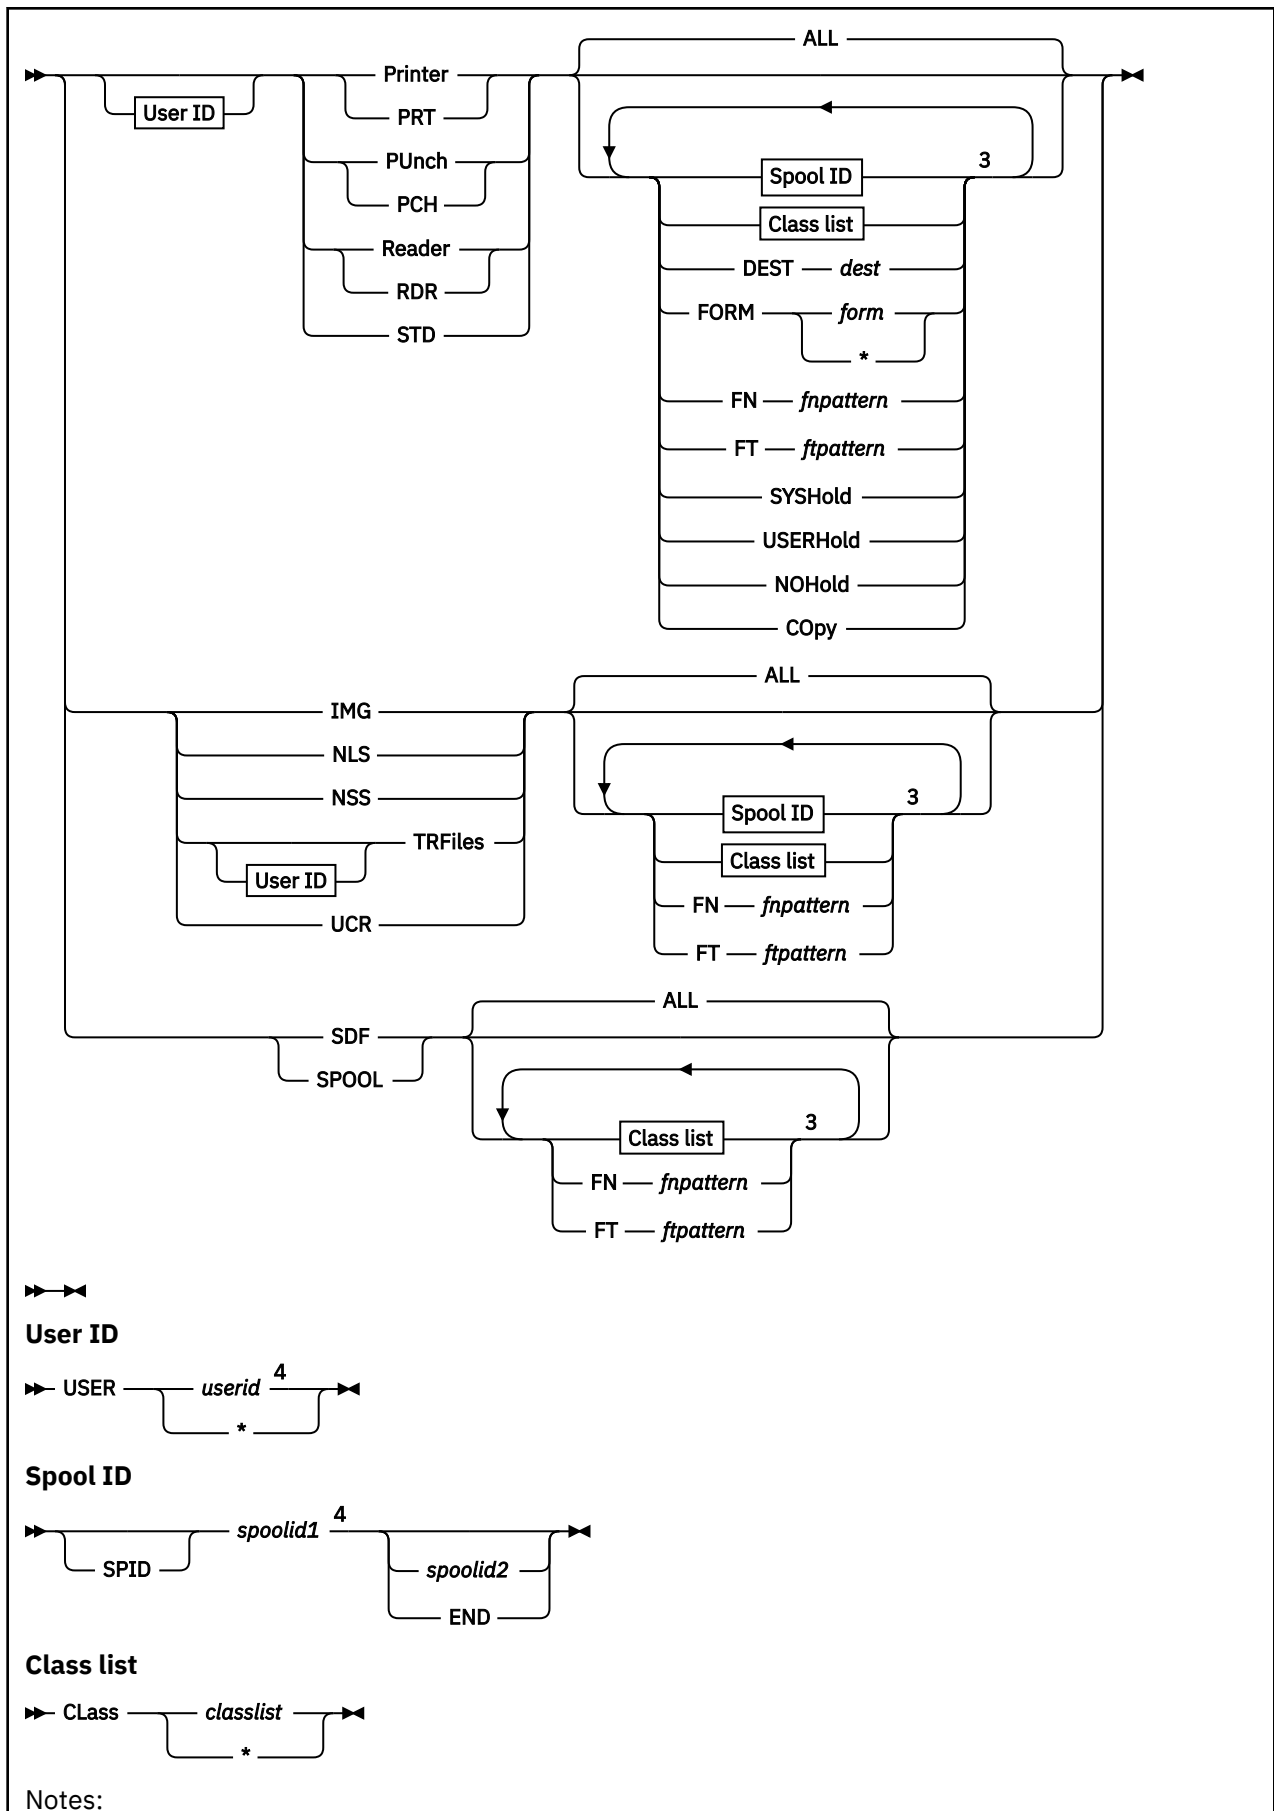 ALL
Printer
User ID
PRT
PUnch
Spool ID 3
PCH
Class list
Reader
DEST dest
RDR
FORM form
STD
*
FN fnpattern
FT ftpattern
SYSHold
USERHold
NOHold
COpy
ALL
IMG
NLS
NSS
Spool ID 3
TRFiles
Class list
User ID
FN fnpattern
UCR
FT ftpattern
ALL
SDF
SPOOL
Class list 3
FN fnpattern
FT ftpattern
User ID
USER userid 4
*
Spool ID
spoolid1 4
SPID
spoolid2
END
Class list
CLass classlist
*
Notes: